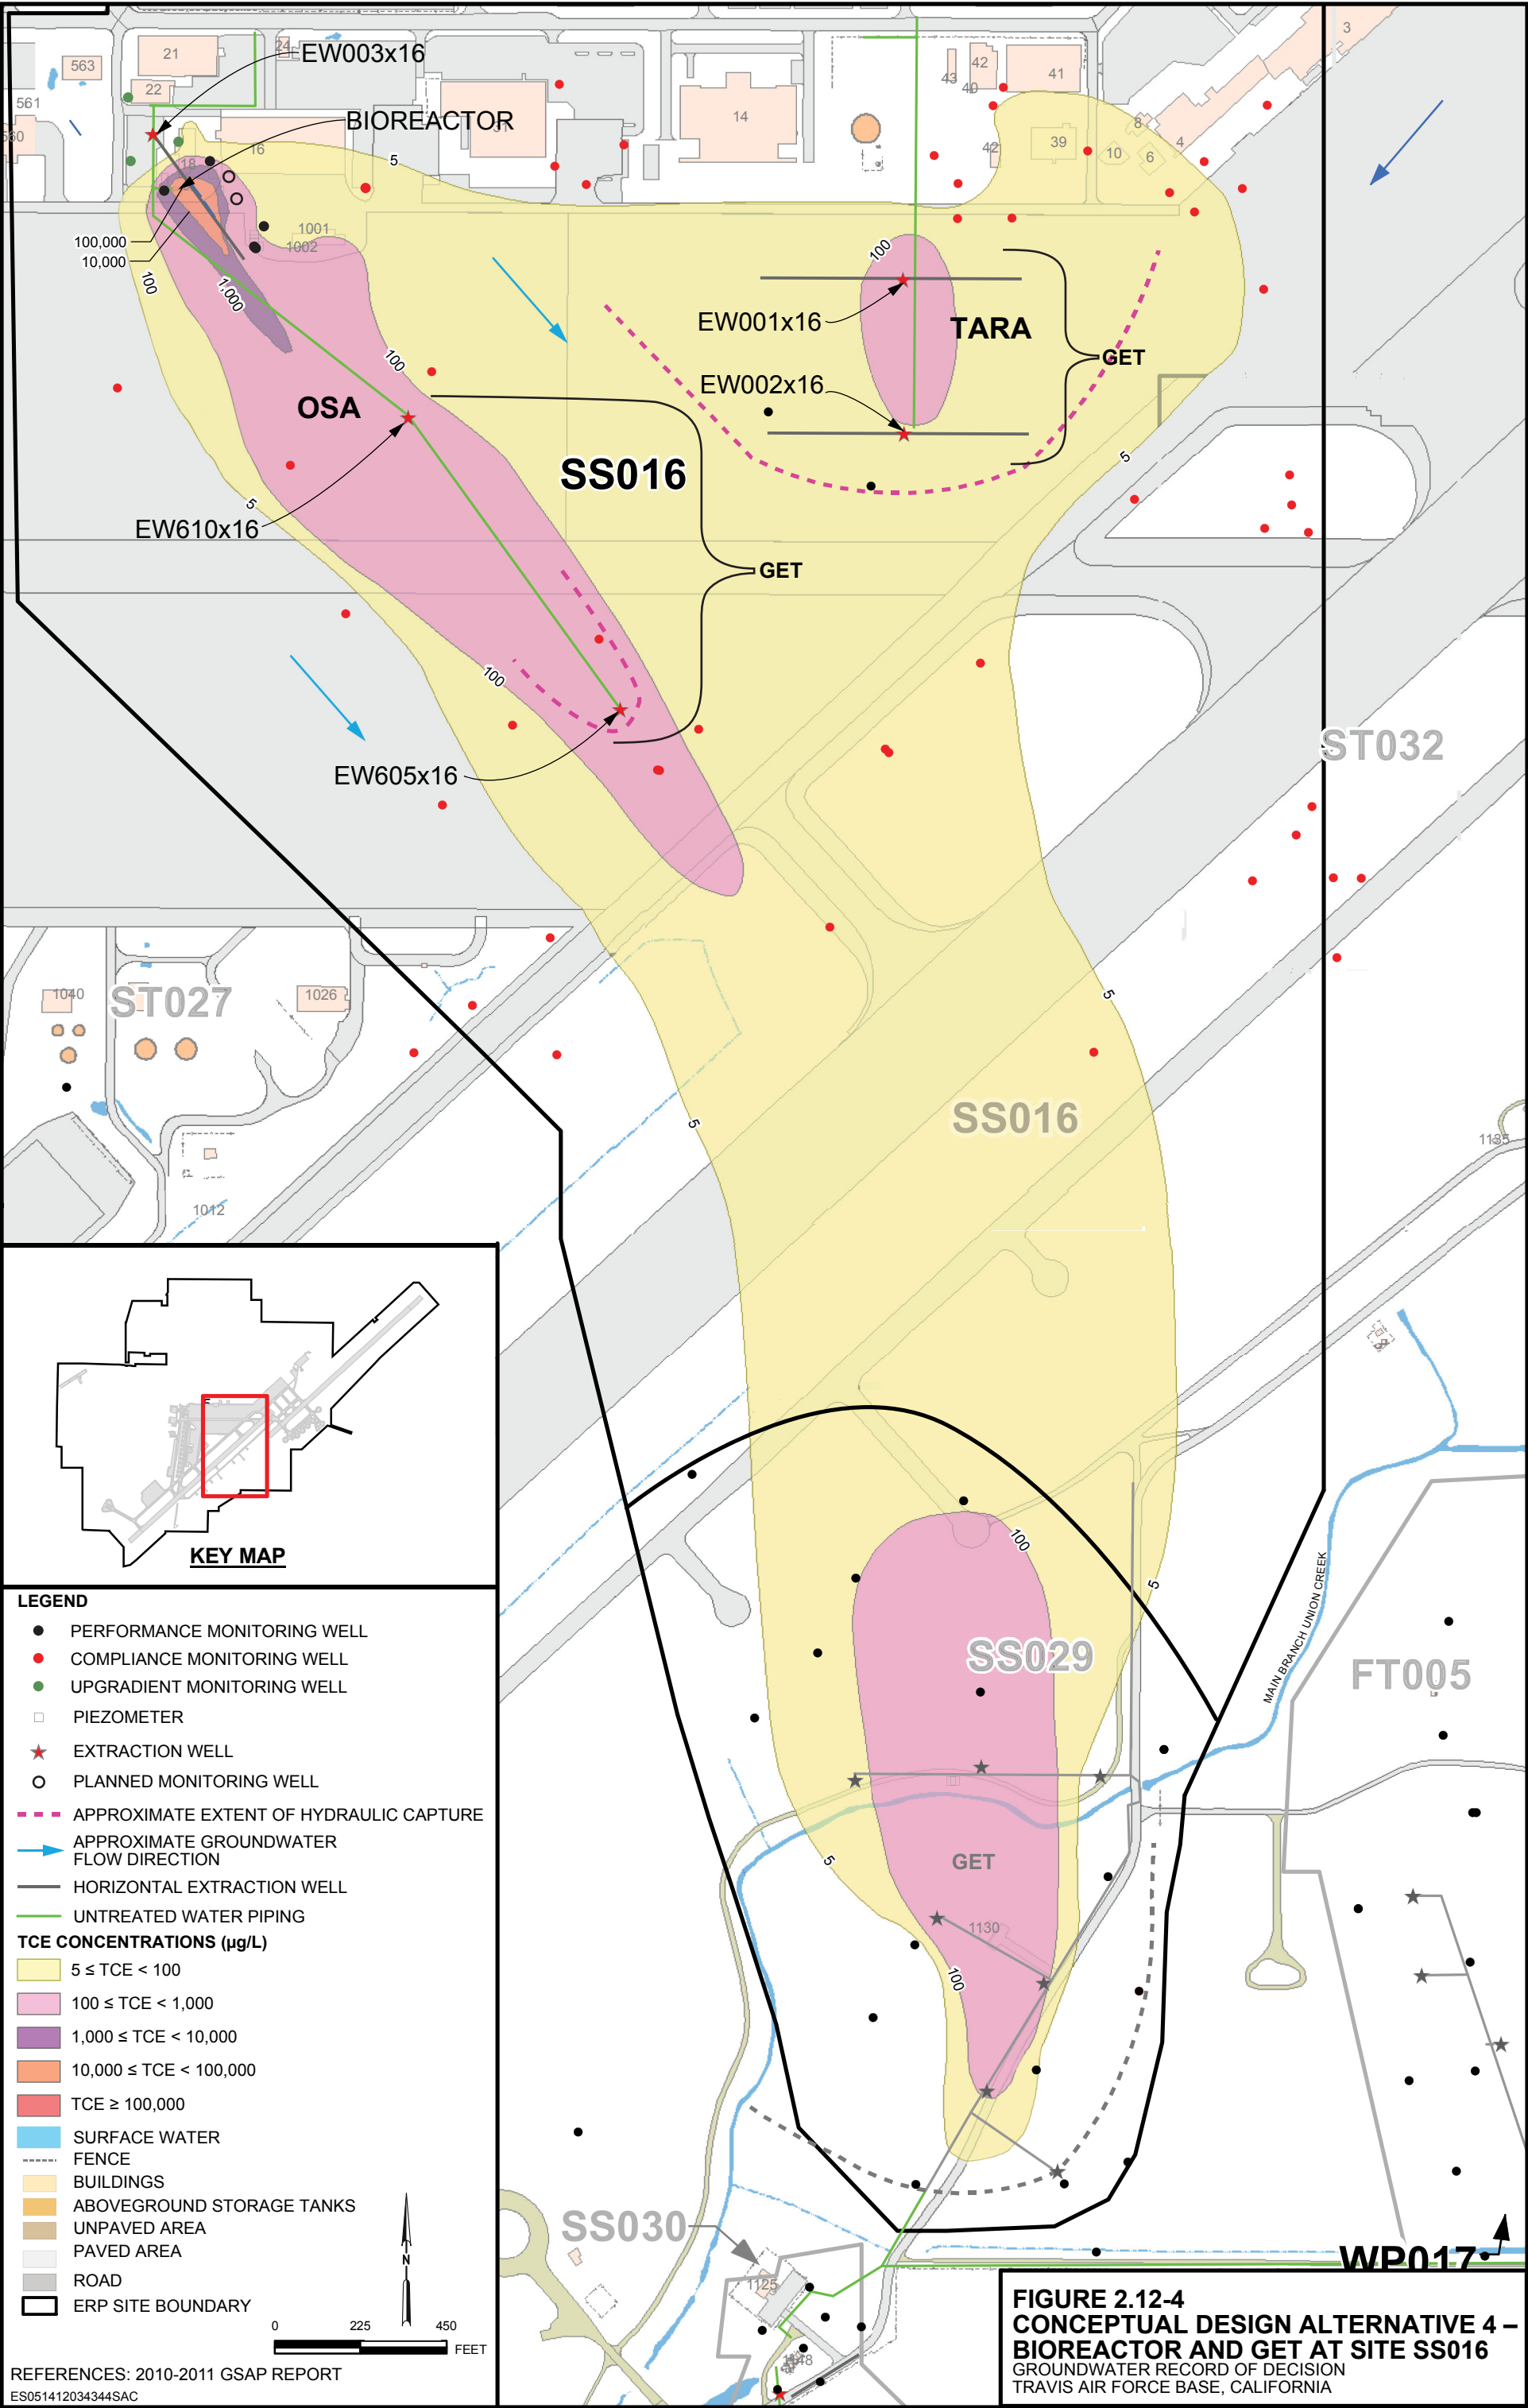 3
21
24
EW003x16
563
22
561
560
BIOREACTOR
16
31
14
42
43
40
41
39
42
8
10
6
4
5
18
1001
1002
100,000
10,000
100
1,000
100
EW001x16
TARA
GET
EW002x16
100
OSA
SS016
5
5
EW610x16
GET
100
EW605x16
ST032
1040
ST027
1026
5
SS016
5
1135
1012
KEY MAP
100
5
SS029
MAIN BRANCH UNION CREEK
FT005
GET
5
1130
100
SS030
1125
WP017
LEGEND
PERFORMANCE MONITORING WELL
COMPLIANCE MONITORING WELL
UPGRADIENT MONITORING WELL
PIEZOMETER
EXTRACTION WELL
PLANNED MONITORING WELL
APPROXIMATE EXTENT OF HYDRAULIC CAPTURE
APPROXIMATE GROUNDWATER
FLOW DIRECTION
HORIZONTAL EXTRACTION WELL
UNTREATED WATER PIPING
TCE CONCENTRATIONS (µg/L)
5 ≤ TCE < 100
100 ≤ TCE < 1,000
1,000 ≤ TCE < 10,000
10,000 ≤ TCE < 100,000
TCE ≥ 100,000
SURFACE WATER
FENCE
BUILDINGS
ABOVEGROUND STORAGE TANKS
UNPAVED AREA
PAVED AREA
ROAD
ERP SITE BOUNDARY
N
0 225 450
FEET
REFERENCES: 2010-2011 GSAP REPORT
ES051412034344SAC
FIGURE 2.12-4
CONCEPTUAL DESIGN ALTERNATIVE 4 –
BIOREACTOR AND GET AT SITE SS016
GROUNDWATER RECORD OF DECISION
TRAVIS AIR FORCE BASE, CALIFORNIA